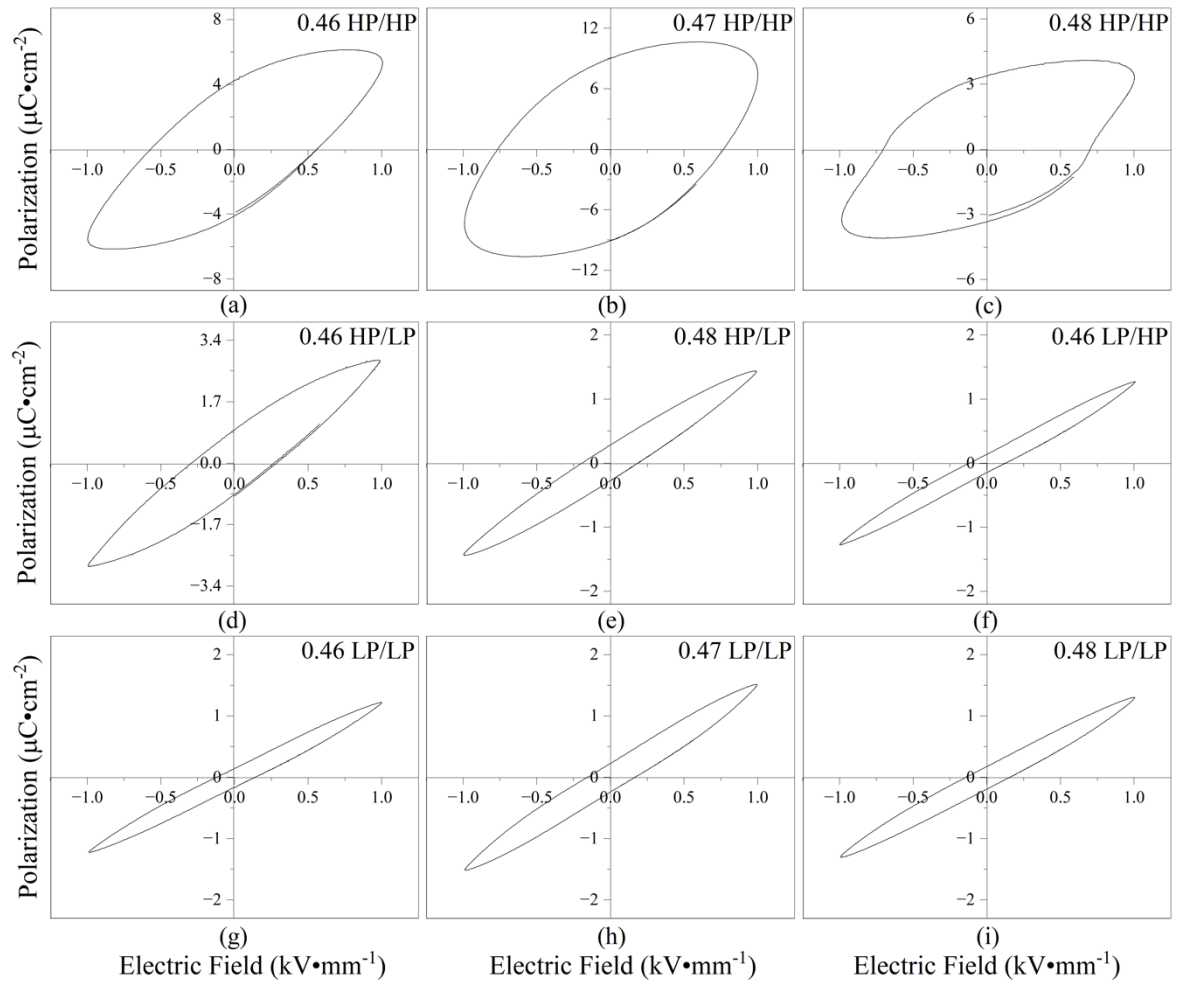 0.46 HP/HP
0.47 HP/HP
0.48 HP/HP
Polarization (μC•cm⁻²)
8
4
0
−4
−8
−1.0 −0.5 0.0 0.5 1.0
12
6
0
−6
−12
−1.0 −0.5 0.0 0.5 1.0
6
3
0
−3
−6
−1.0 −0.5 0.0 0.5 1.0
(a)
(b)
(c)
0.46 HP/LP
0.48 HP/LP
0.46 LP/HP
Polarization (μC•cm⁻²)
3.4
1.7
0.0
−1.7
−3.4
−1.0 −0.5 0.0 0.5 1.0
2
1
0
−1
−2
−1.0 −0.5 0.0 0.5 1.0
2
1
0
−1
−2
−1.0 −0.5 0.0 0.5 1.0
(d)
(e)
(f)
0.46 LP/LP
0.47 LP/LP
0.48 LP/LP
Polarization (μC•cm⁻²)
2
1
0
−1
−2
−1.0 −0.5 0.0 0.5 1.0
2
1
0
−1
−2
−1.0 −0.5 0.0 0.5 1.0
2
1
0
−1
−2
−1.0 −0.5 0.0 0.5 1.0
(g)
(h)
(i)
Electric Field (kV•mm⁻¹)
Electric Field (kV•mm⁻¹)
Electric Field (kV•mm⁻¹)